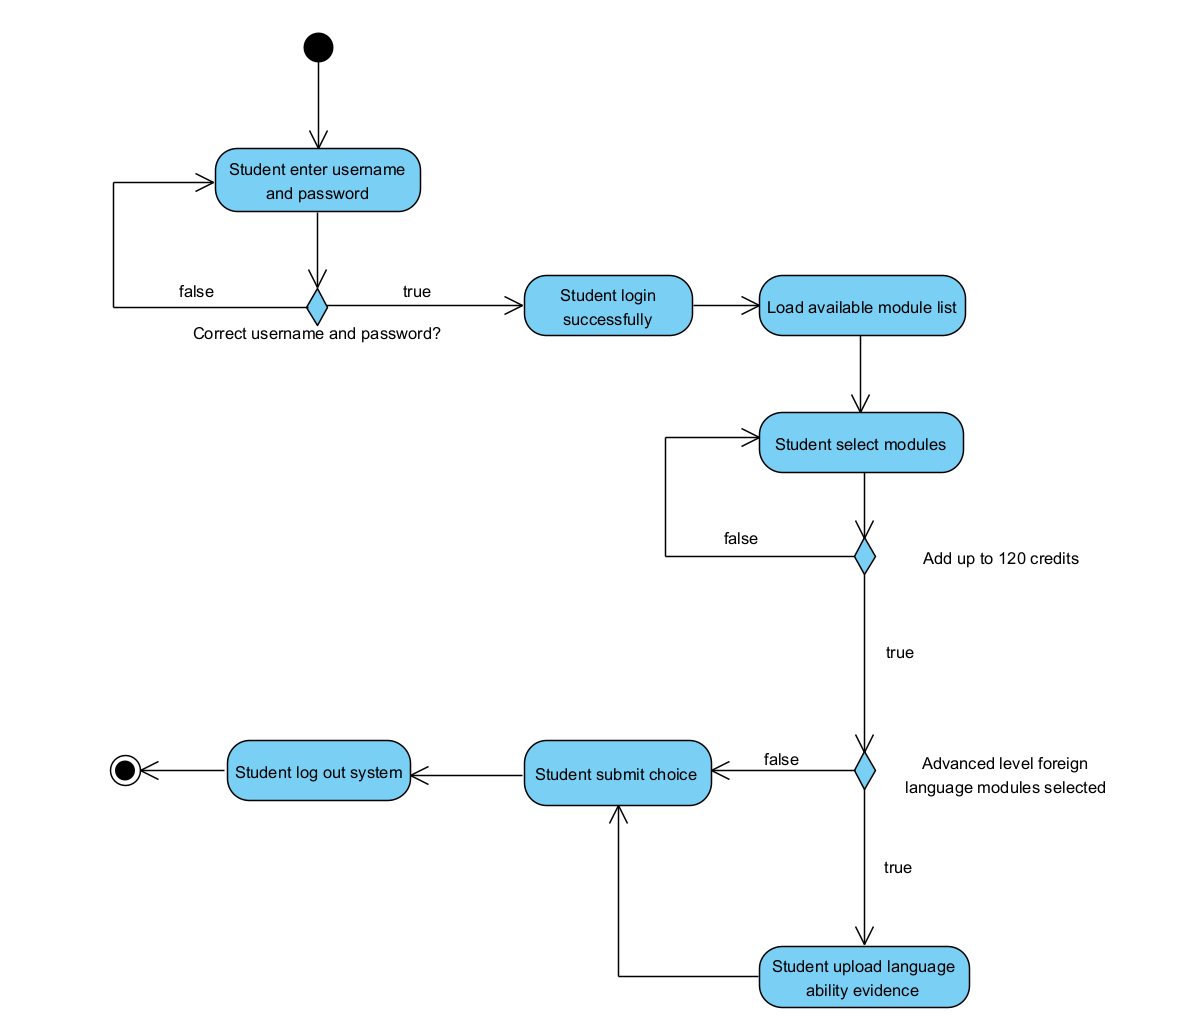 Student enter username
and password
false
true
Correct username and password?
Student login
successfully
Load available module list
Student select modules
false
Add up to 120 credits
true
Student log out system
Student submit choice
false
Advanced level foreign
language modules selected
true
Student upload language
ability evidence